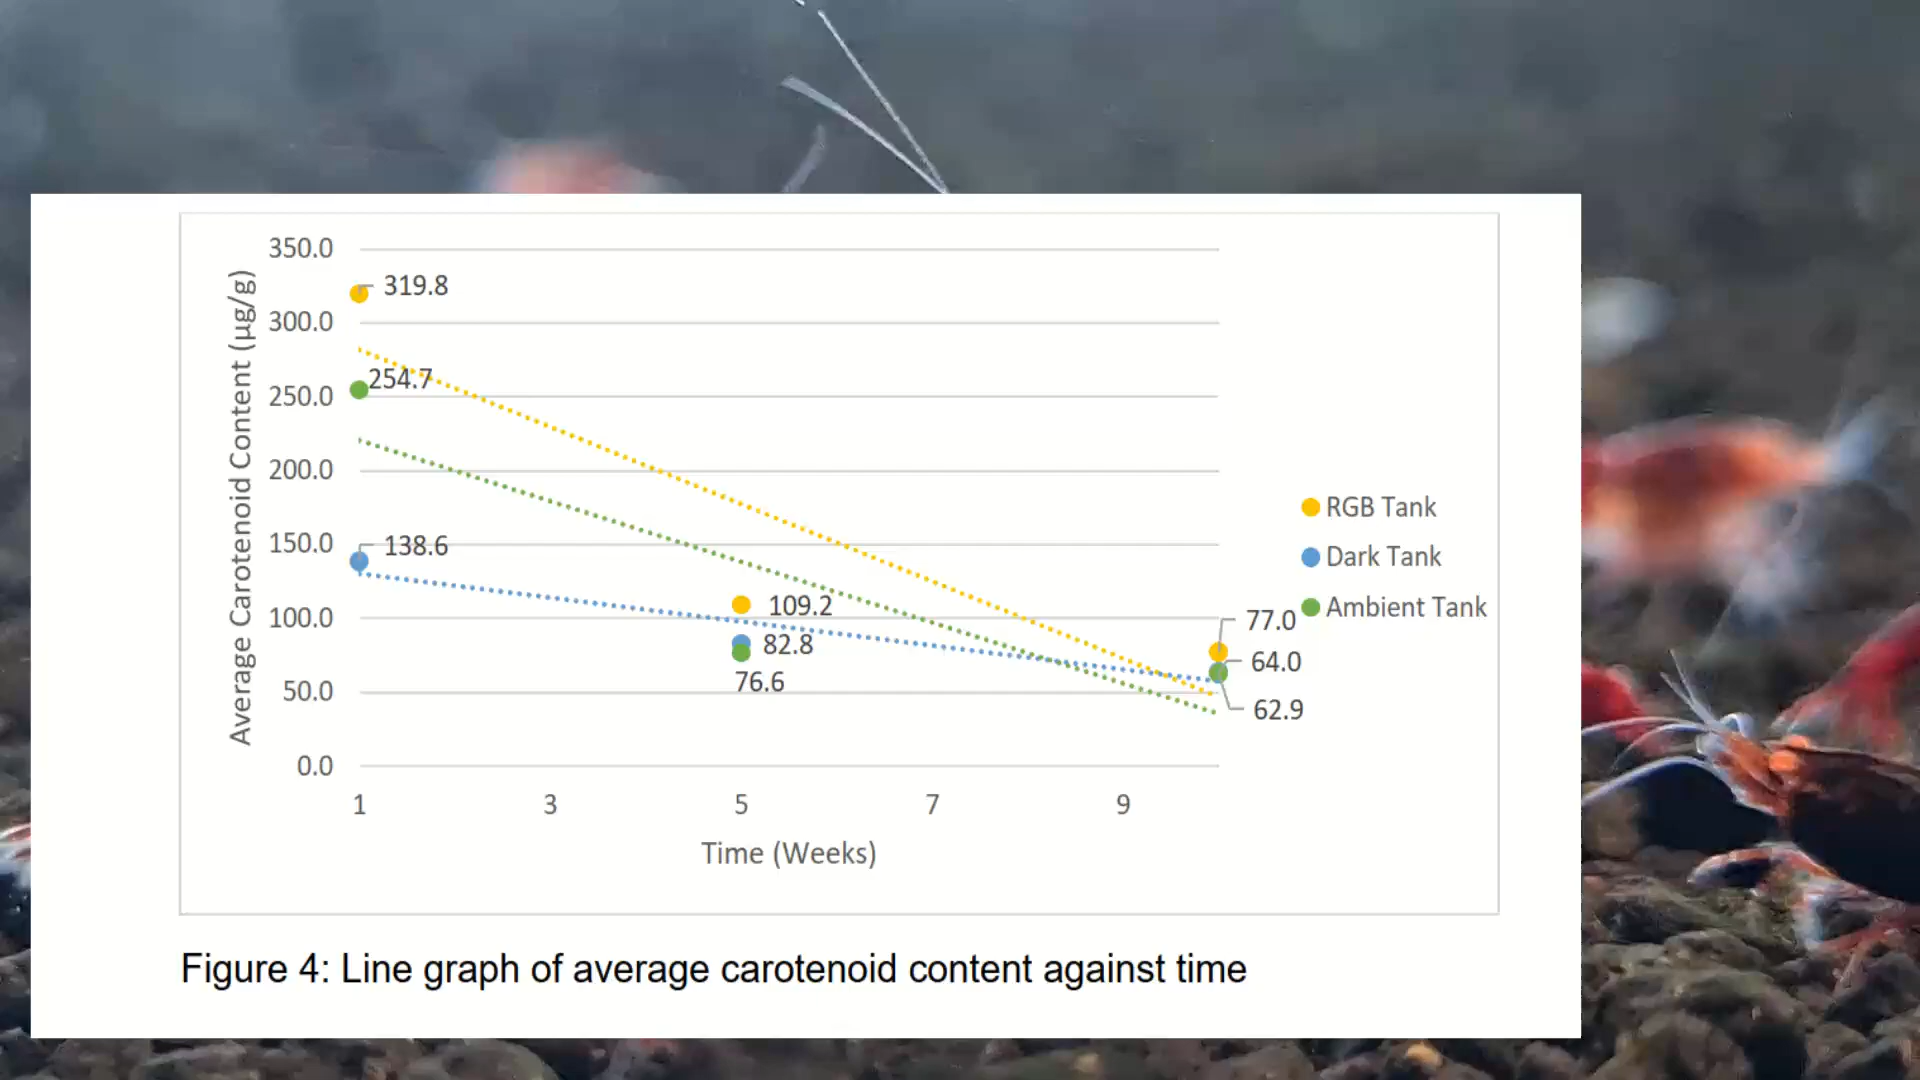 350.0
319.8
300.0
254.7
250.0
200.0
150.0
138.6
109.2
100.0
82.8
76.6
77.0
64.0
62.9
50.0
0.0
1 3 5 7 9
Time (Weeks)
Average Carotenoid Content (µg/g)
RGB Tank
Dark Tank
Ambient Tank
Figure 4: Line graph of average carotenoid content against time